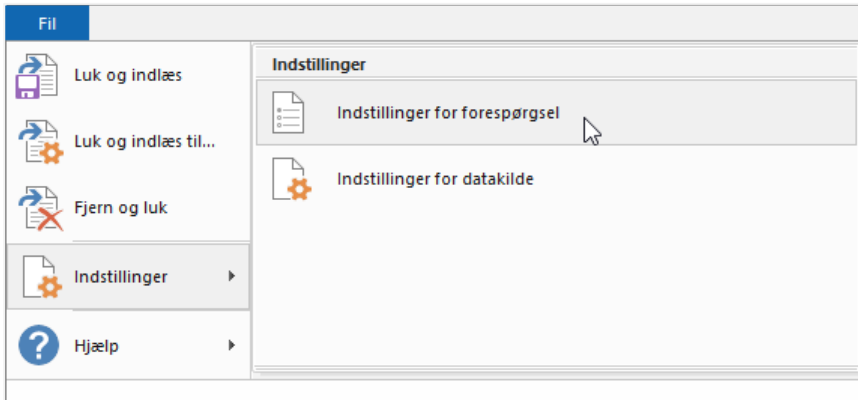 Fil
Luk og indlæs
Luk og indlæs til...
Fjern og luk
Indstillinger
Hjælp
Indstillinger
Indstillinger for forespørgsel
Indstillinger for datakilde